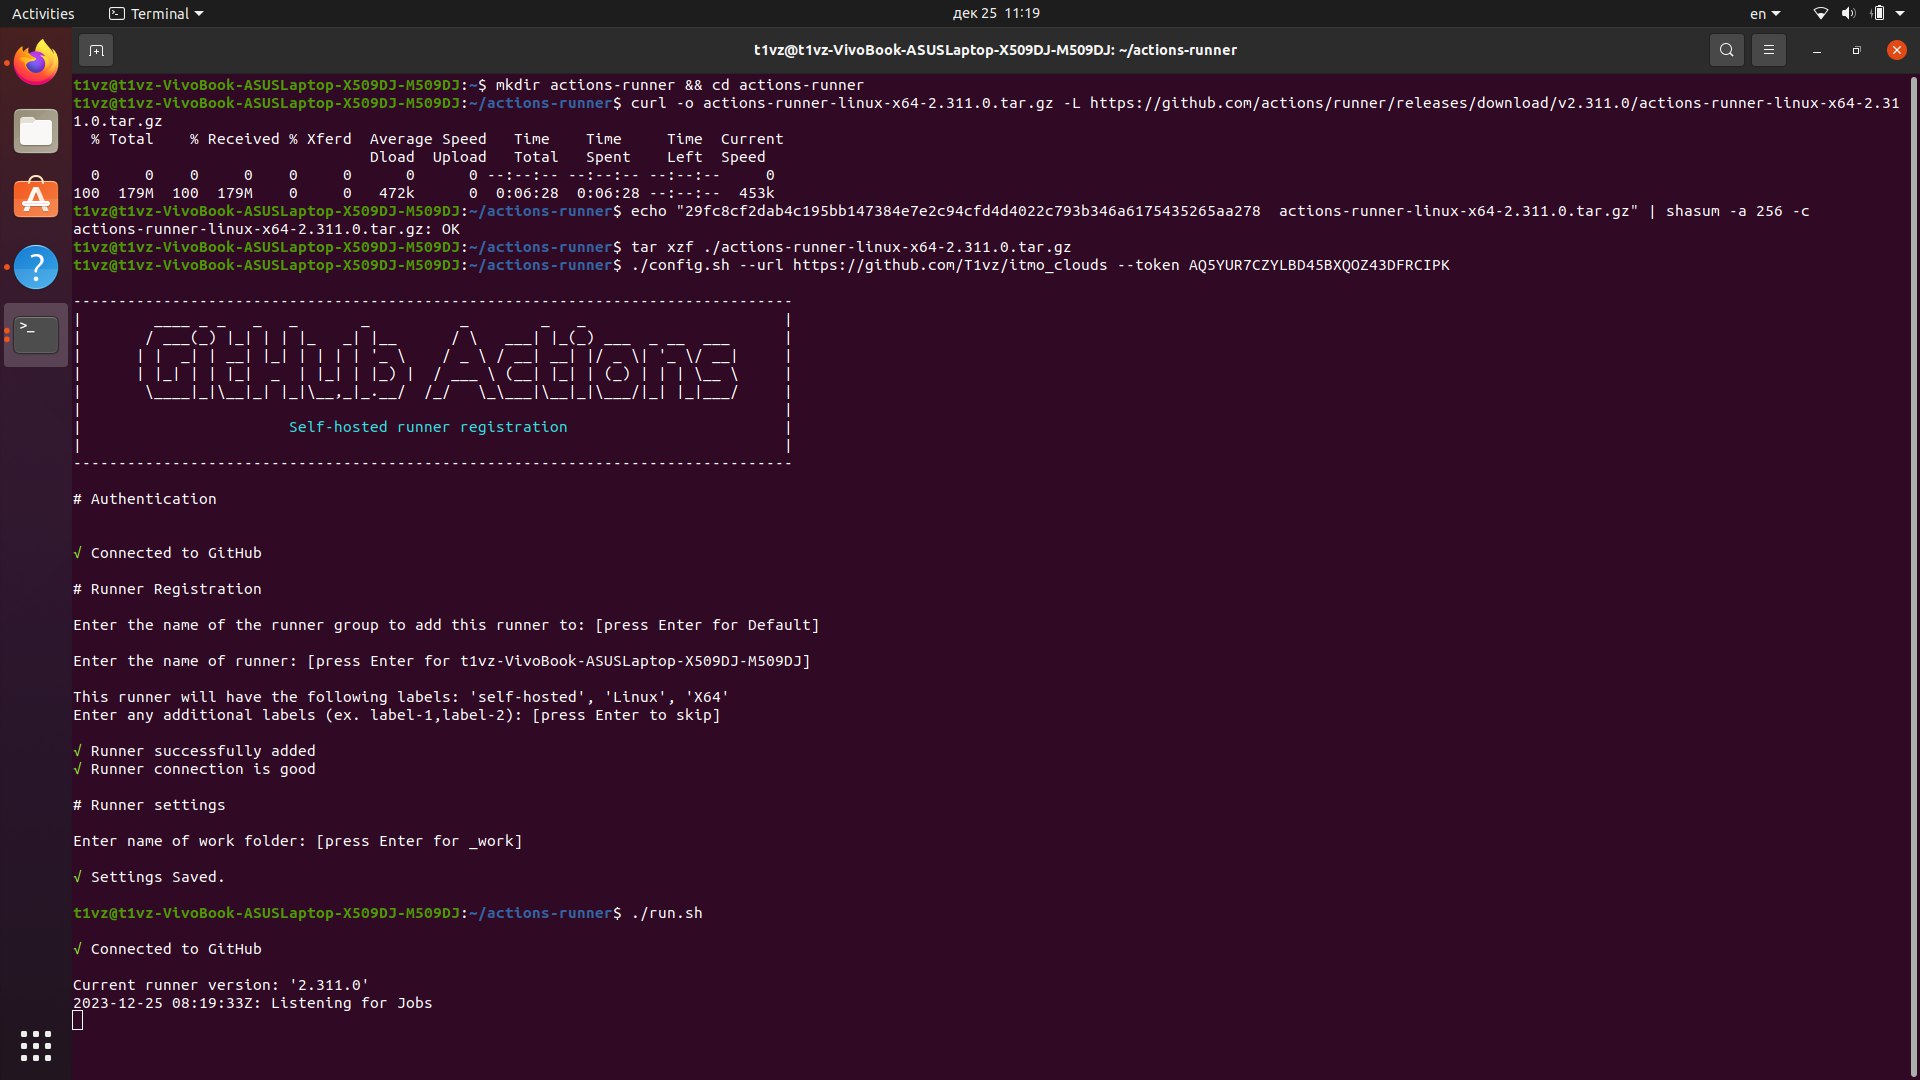 Activities
Terminal
дек 25 11:19
en
t1vz@t1vz-VivoBook-ASUSLaptop-X509DJ-M509DJ: ~/actions-runner
t1vz@t1vz-VivoBook-ASUSLaptop-X509DJ-M509DJ:~$ mkdir actions-runner && cd actions-runner
t1vz@t1vz-VivoBook-ASUSLaptop-X509DJ-M509DJ:~/actions-runner$ curl -o actions-runner-linux-x64-2.311.0.tar.gz -L https://github.com/actions/runner/releases/download/v2.311.0/actions-runner-linux-x64-2.31
1.0.tar.gz
  % Total    % Received % Xferd  Average Speed   Time    Time     Time  Current
                                 Dload  Upload   Total   Spent    Left  Speed
  0     0    0     0    0     0      0      0 --:--:-- --:--:-- --:--:--     0
100  179M  100  179M    0     0   472k      0  0:06:28  0:06:28 --:--:--  453k
t1vz@t1vz-VivoBook-ASUSLaptop-X509DJ-M509DJ:~/actions-runner$ echo "29fc8cf2dab4c195bb147384e7e2c94cfd4d4022c793b346a6175435265aa278  actions-runner-linux-x64-2.311.0.tar.gz" | shasum -a 256 -c
actions-runner-linux-x64-2.311.0.tar.gz: OK
t1vz@t1vz-VivoBook-ASUSLaptop-X509DJ-M509DJ:~/actions-runner$ tar xzf ./actions-runner-linux-x64-2.311.0.tar.gz
t1vz@t1vz-VivoBook-ASUSLaptop-X509DJ-M509DJ:~/actions-runner$ ./config.sh --url https://github.com/T1vz/itmo_clouds --token AQ5YUR7CZYLBD45BXQOZ43DFRCIPK
GitHub Actions
Self-hosted runner registration
# Authentication
√ Connected to GitHub
# Runner Registration
Enter the name of the runner group to add this runner to: [press Enter for Default]
Enter the name of runner: [press Enter for t1vz-VivoBook-ASUSLaptop-X509DJ-M509DJ]
This runner will have the following labels: 'self-hosted', 'Linux', 'X64'
Enter any additional labels (ex. label-1,label-2): [press Enter to skip]
√ Runner successfully added
√ Runner connection is good
# Runner settings
Enter name of work folder: [press Enter for _work]
√ Settings Saved.
t1vz@t1vz-VivoBook-ASUSLaptop-X509DJ-M509DJ:~/actions-runner$ ./run.sh
√ Connected to GitHub
Current runner version: '2.311.0'
2023-12-25 08:19:33Z: Listening for Jobs